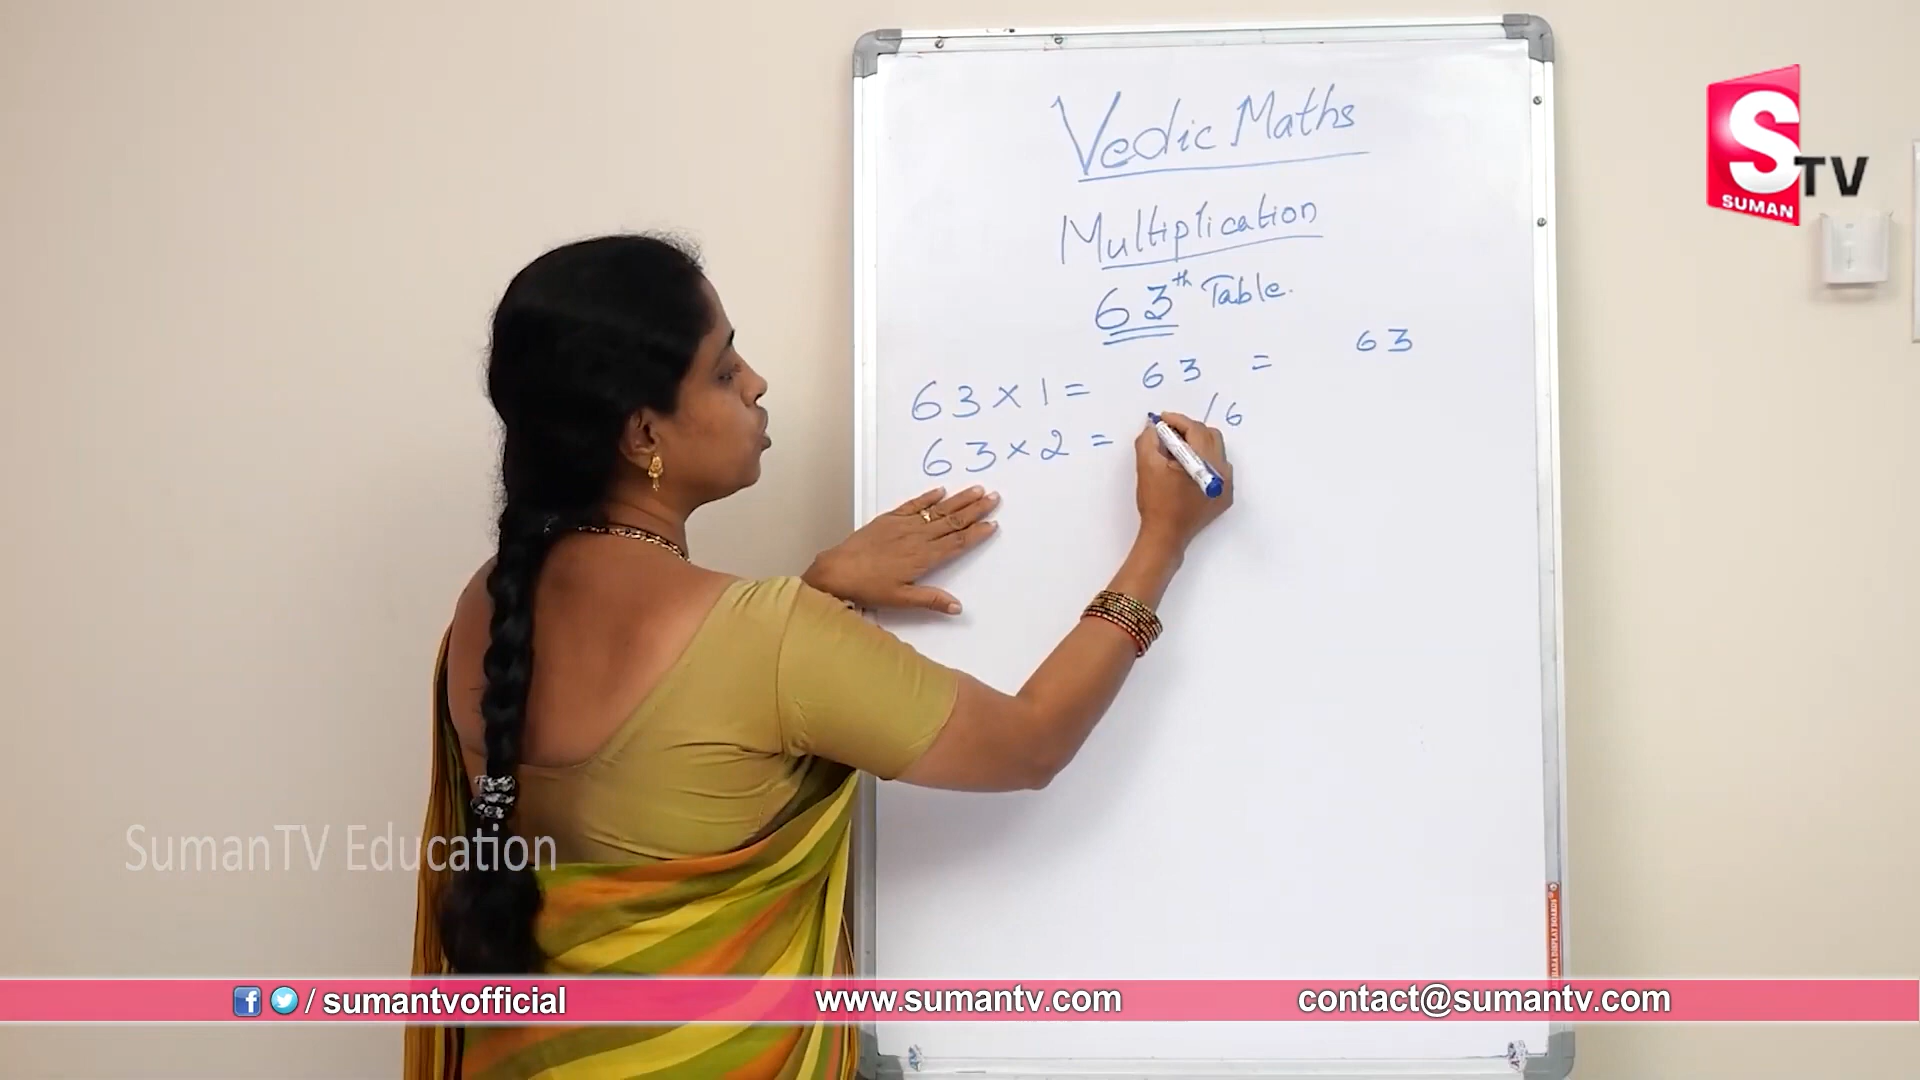 Vedic Maths
Multiplication
63th Table.
63 × 1 = 63 = 63
63 × 2 = /6
S TV
SUMAN
SumanTV Education
/ sumantvofficial
www.sumantv.com
contact@sumantv.com